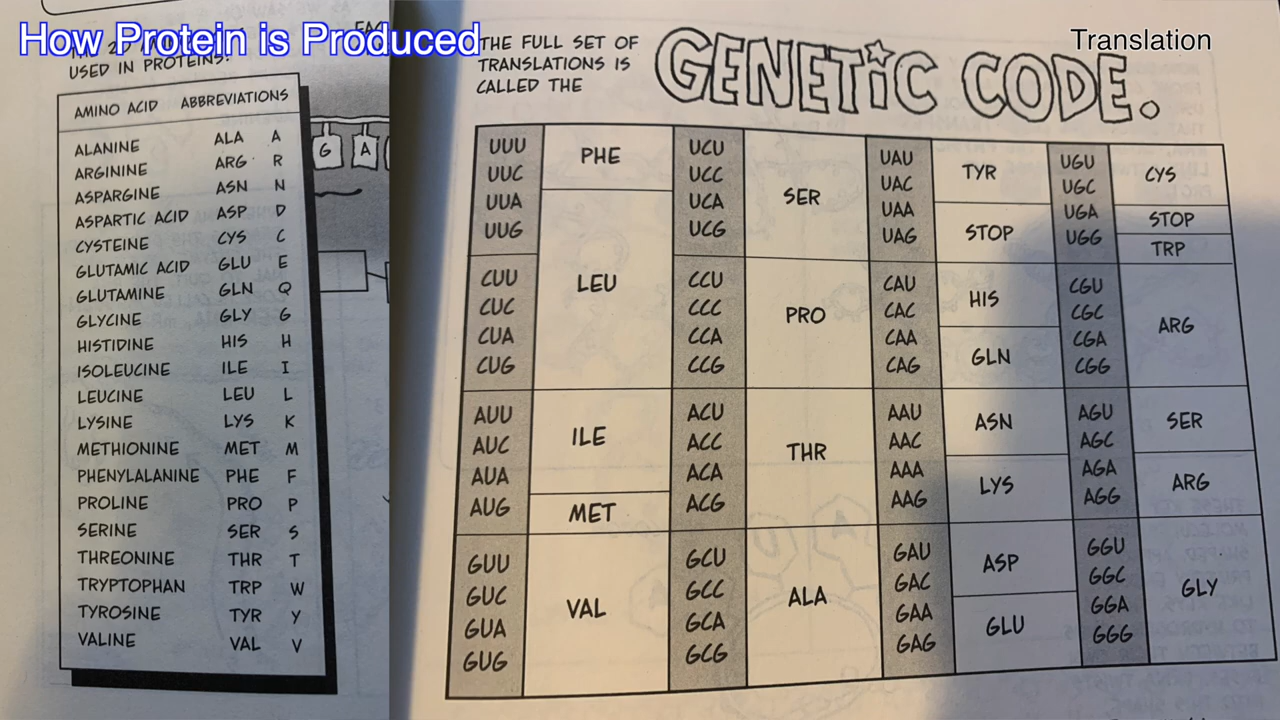 How Protein is Produced
Translation
USED IN PROTEINS:
AMINO ACID ABBREVIATIONS
ALANINE ALA A
ARGININE ARG R
ASPARGINE ASN N
ASPARTIC ACID ASP D
CYSTEINE CYS C
GLUTAMIC ACID GLU E
GLUTAMINE GLN Q
GLYCINE GLY G
HISTIDINE HIS H
ISOLEUCINE ILE I
LEUCINE LEU L
LYSINE LYS K
METHIONINE MET M
PHENYLALANINE PHE F
PROLINE PRO P
SERINE SER S
THREONINE THR T
TRYPTOPHAN TRP W
TYROSINE TYR Y
VALINE VAL V
G A
THE FULL SET OF
TRANSLATIONS IS
CALLED THE
GENETIC CODE.
UUU PHE UCU SER UAU TYR UGU CYS
UUC UCC UAC UGC
UUA LEU UCA UAA STOP UGA STOP
UUG UCG UAG UGG TRP
CUU CCU PRO CAU HIS CGU ARG
CUC CCC CAC CGC
CUA CCA CAA GLN CGA
CUG CCG CAG CGG
AUU ILE ACU THR AAU ASN AGU SER
AUC ACC AAC AGC
AUA ACA AAA LYS AGA ARG
AUG MET ACG AAG AGG
GUU VAL GCU ALA GAU ASP GGU GLY
GUC GCC GAC GGC
GUA GCA GAA GLU GGA
GUG GCG GAG GGG